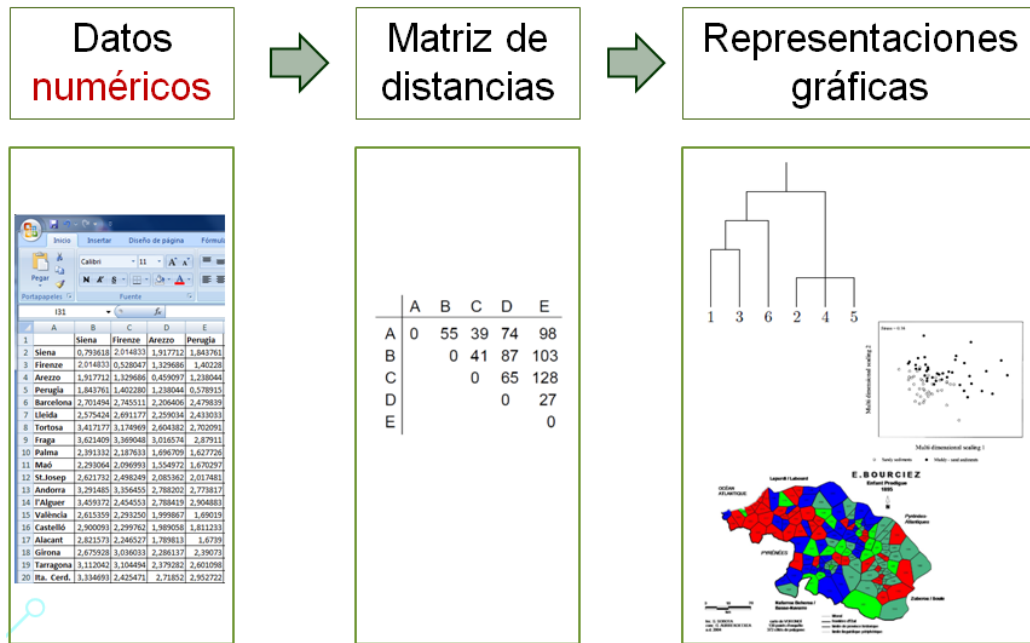 Datos
numéricos
Matriz de
distancias
Representaciones
gráficas
Inicio Insertar Diseño de página Fórmul
Pegar
Calibri 11 A A
N K S A
Portapapeles Fuente
I31 fx
A B C D E
1 Siena Firenze Arezzo Perugia
2 Siena 0,793618 2,014833 1,917712 1,843761
3 Firenze 2,014833 0,528047 1,329686 1,40228
4 Arezzo 1,917712 1,329686 0,459097 1,238044
5 Perugia 1,843761 1,402280 1,238044 0,578915
6 Barcelona 2,701494 2,745511 2,206406 2,479839
7 Lleida 2,575424 2,691177 2,259034 2,433033
8 Tortosa 3,417177 3,174969 2,604382 2,702091
9 Fraga 3,621409 3,369048 3,016574 2,87911
10 Palma 2,391332 2,187633 1,696709 1,627726
11 Maó 2,293064 2,096993 1,554972 1,670297
12 St.Josep 2,621732 2,498249 2,085362 2,017481
13 Andorra 3,291485 3,356455 2,788202 2,773817
14 l'Alguer 3,459372 2,454553 2,788419 2,904883
15 València 2,615359 2,293250 1,999867 1,69019
16 Castelló 2,900093 2,299762 1,989058 1,811233
17 Alacant 2,821573 2,246527 1,789813 1,6739
18 Girona 2,675928 3,036033 2,286137 2,39073
19 Tarragona 3,112042 3,104494 2,379282 2,601098
20 Ita. Cerd. 3,334693 2,425471 2,71852 2,952722
A B C D E
A 0 55 39 74 98
B 0 41 87 103
C 0 65 128
D 0 27
E 0
1 3 6 2 4 5
Multi-dimensional scaling 2
Multi-dimensional scaling 1
E.BOURCIEZ
Enfant Prodigue
1895
Lapurdi / Labourd
OCÉAN
ATLANTIQUE
Pyrénées-
Atlantiques
PYRÉNÉES
Zuberoa / Soule